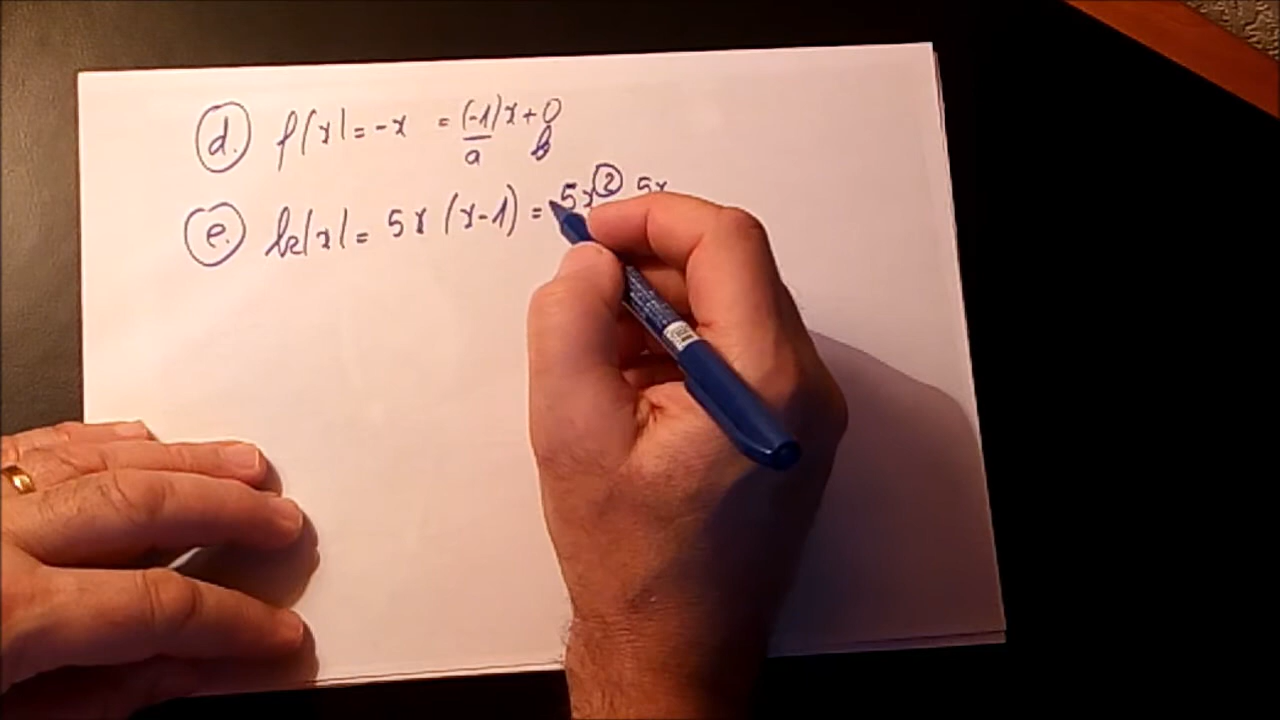 d. f(x) = -x = (-1)x + 0
a b
e. h(x) = 5x (x-1) = 5x² 5x